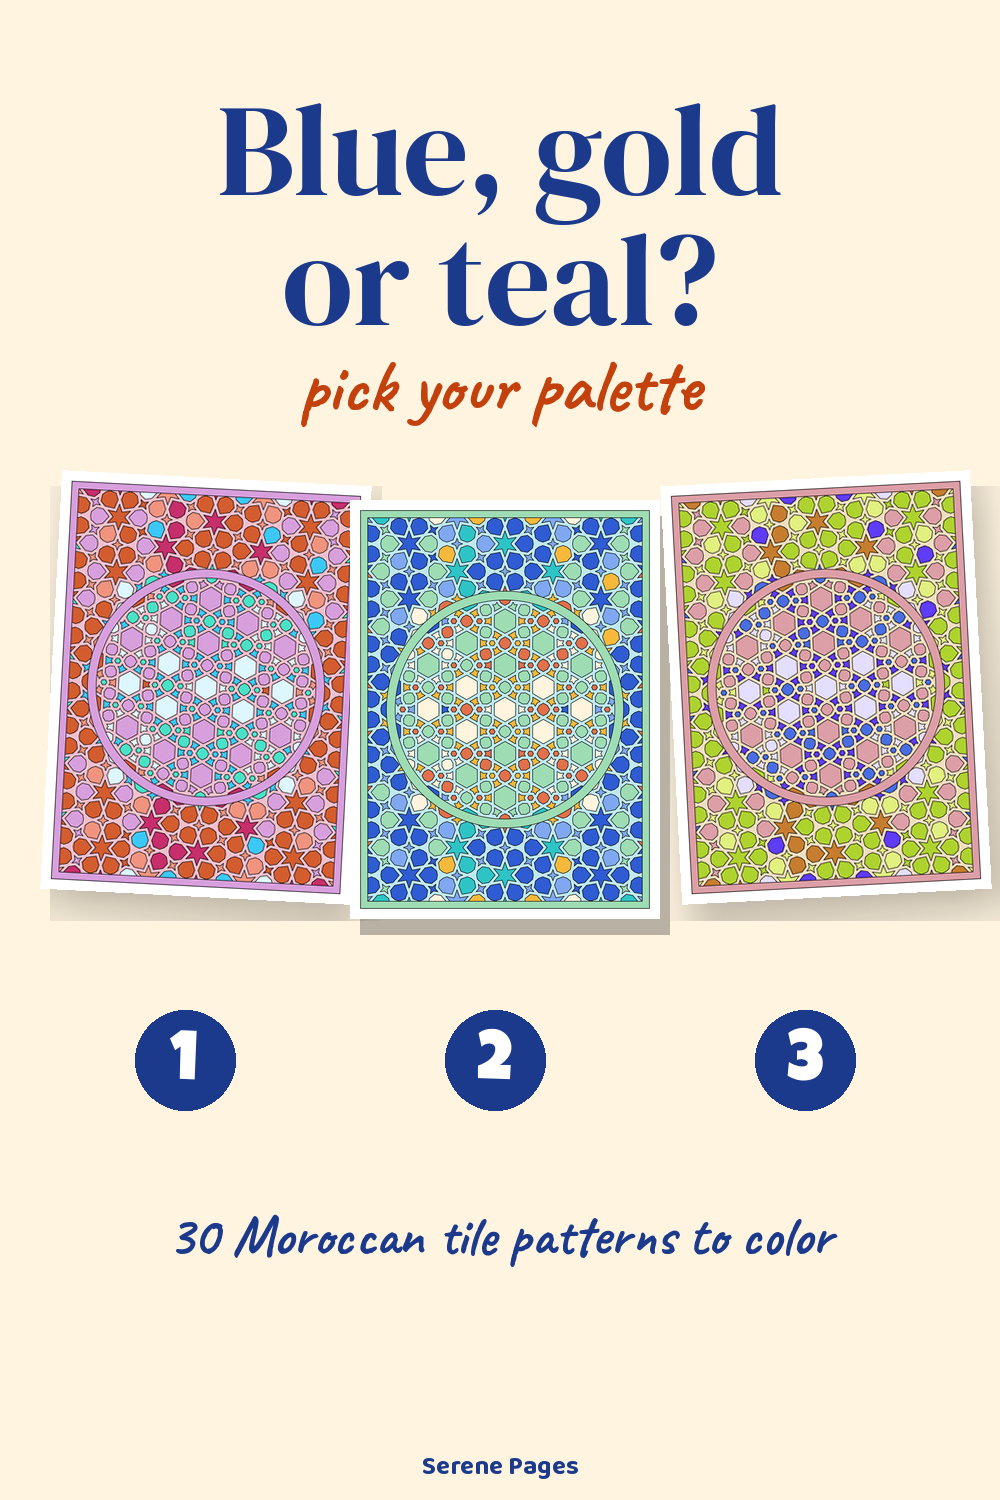 Blue, gold
or teal?
pick your palette
1
2
3
30 Moroccan tile patterns to color
Serene Pages